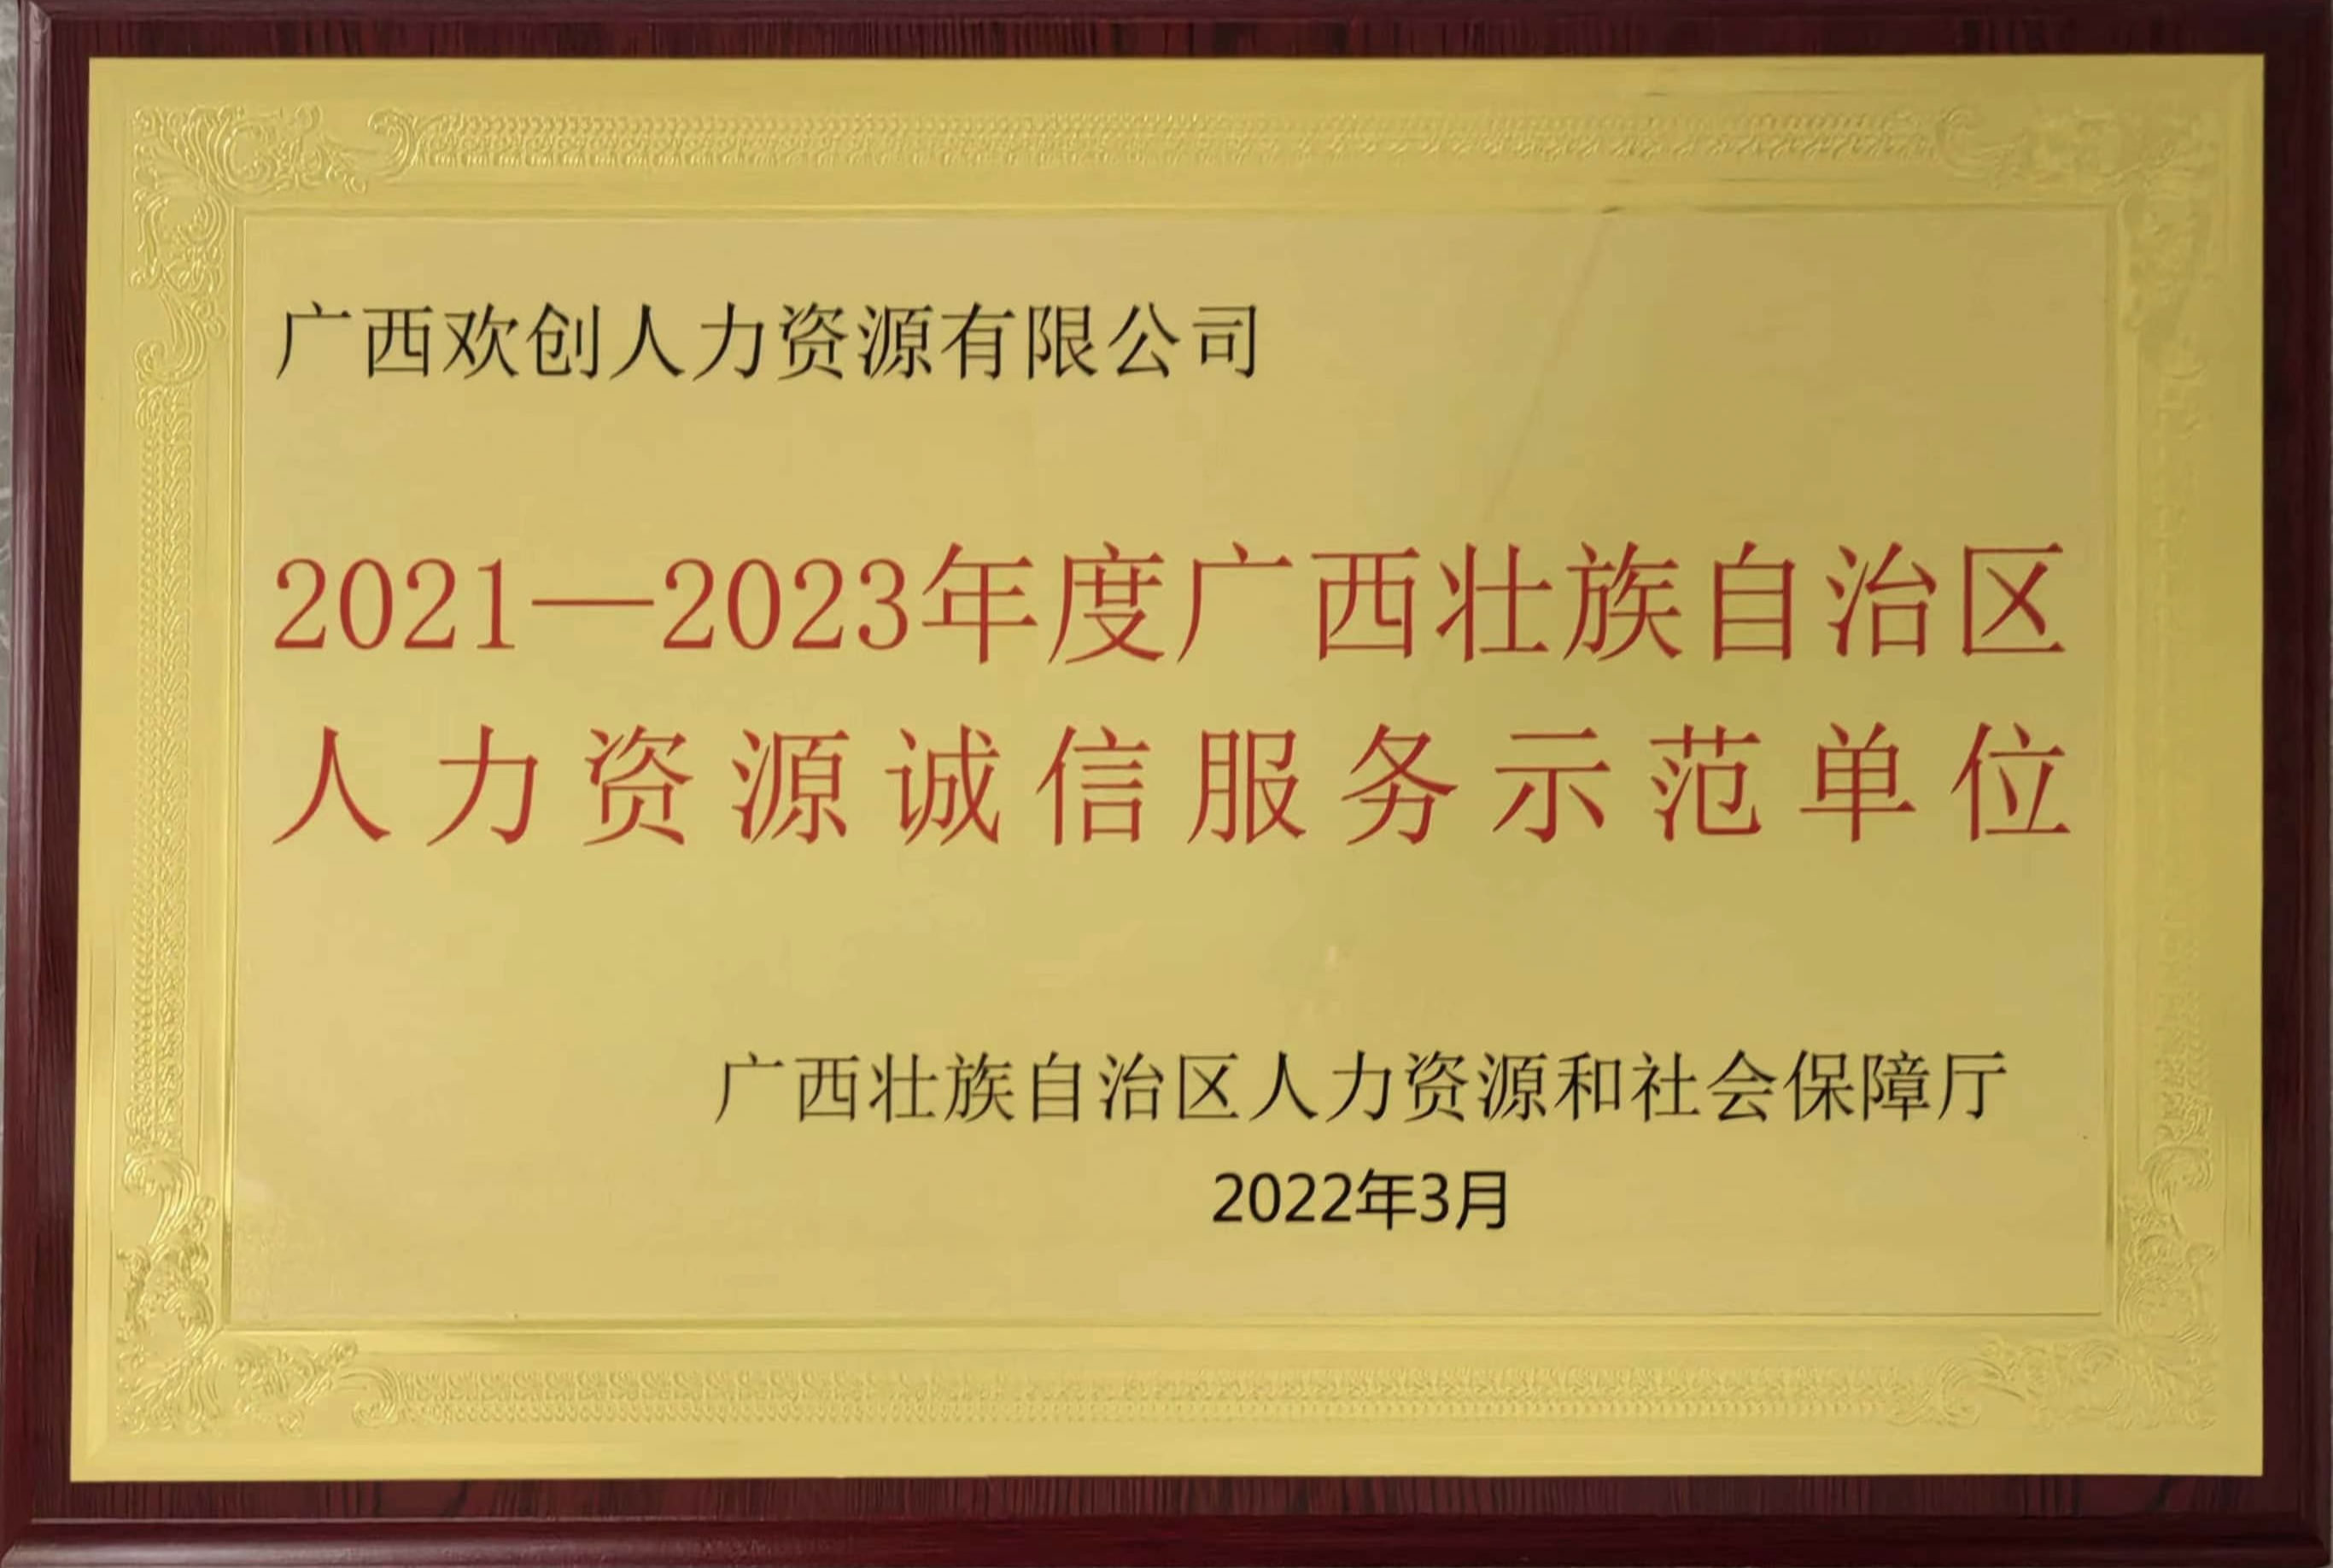 广西欢创人力资源有限公司
2021—2023年度广西壮族自治区
人力资源诚信服务示范单位
广西壮族自治区人力资源和社会保障厅
2022年3月